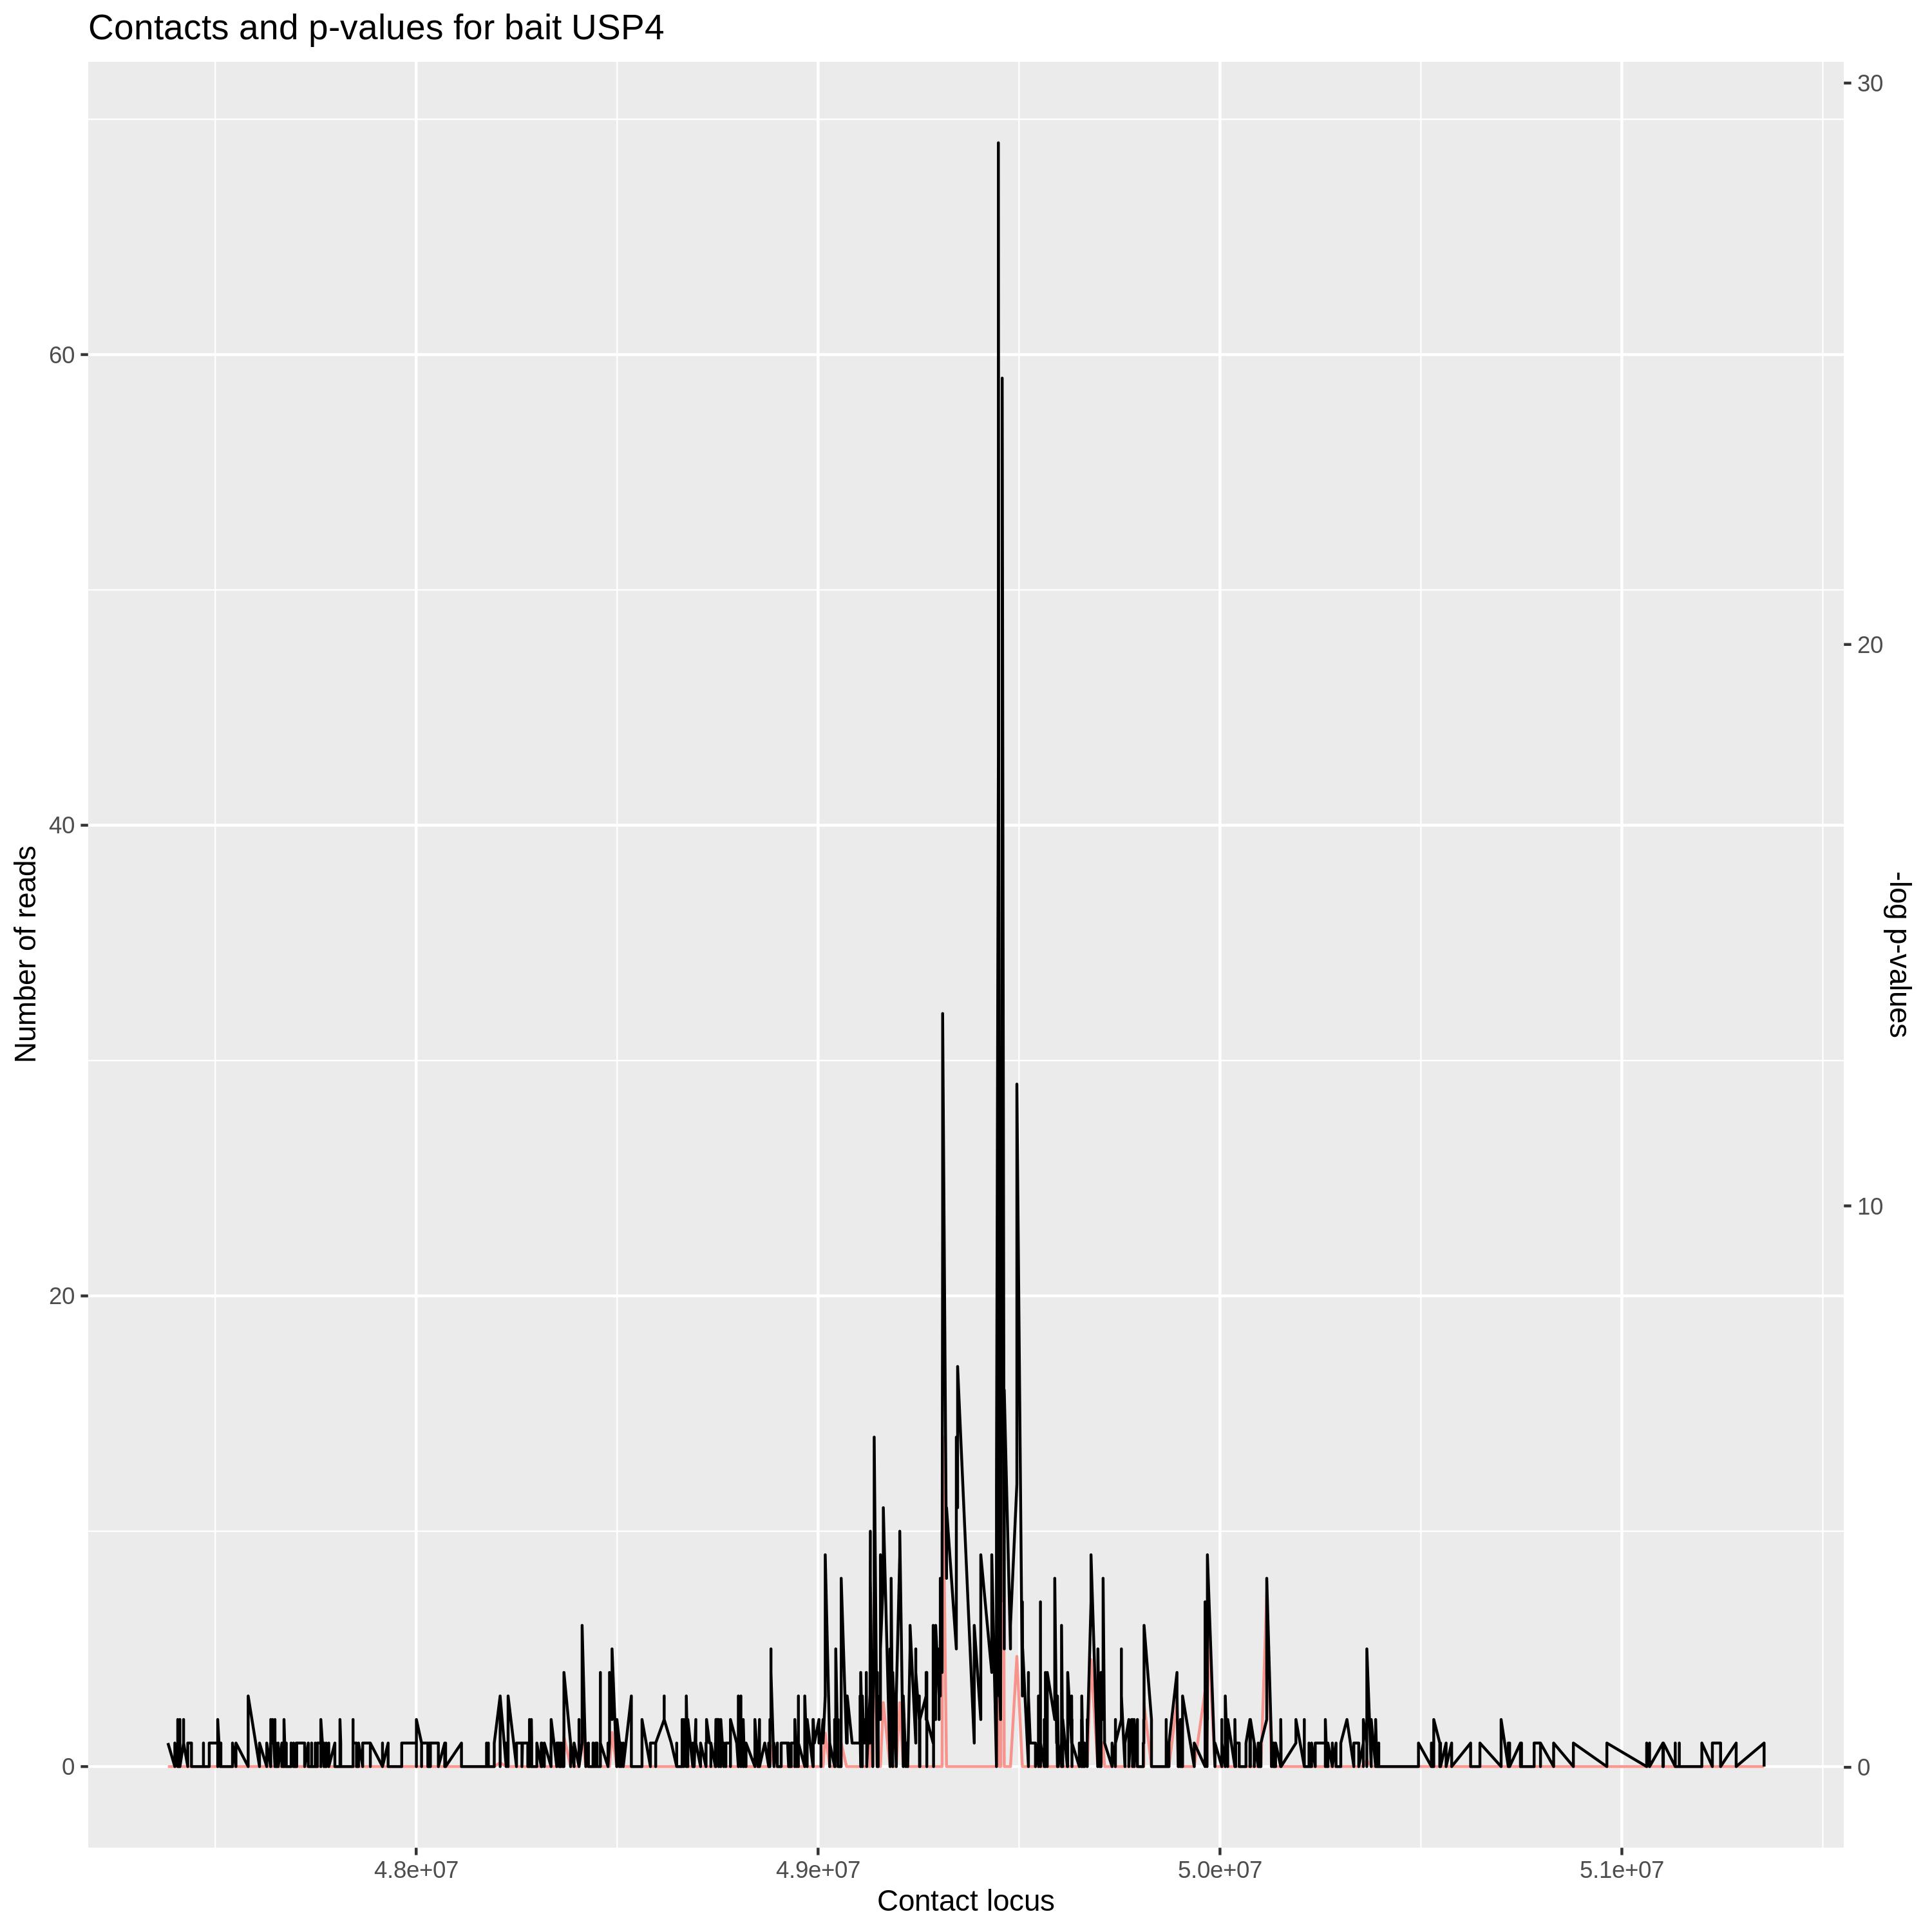 Contacts and p-values for bait USP4
30
60
20
40
Number of reads
-log p-values
10
20
0
0
4.8e+07 4.9e+07 5.0e+07 5.1e+07
Contact locus